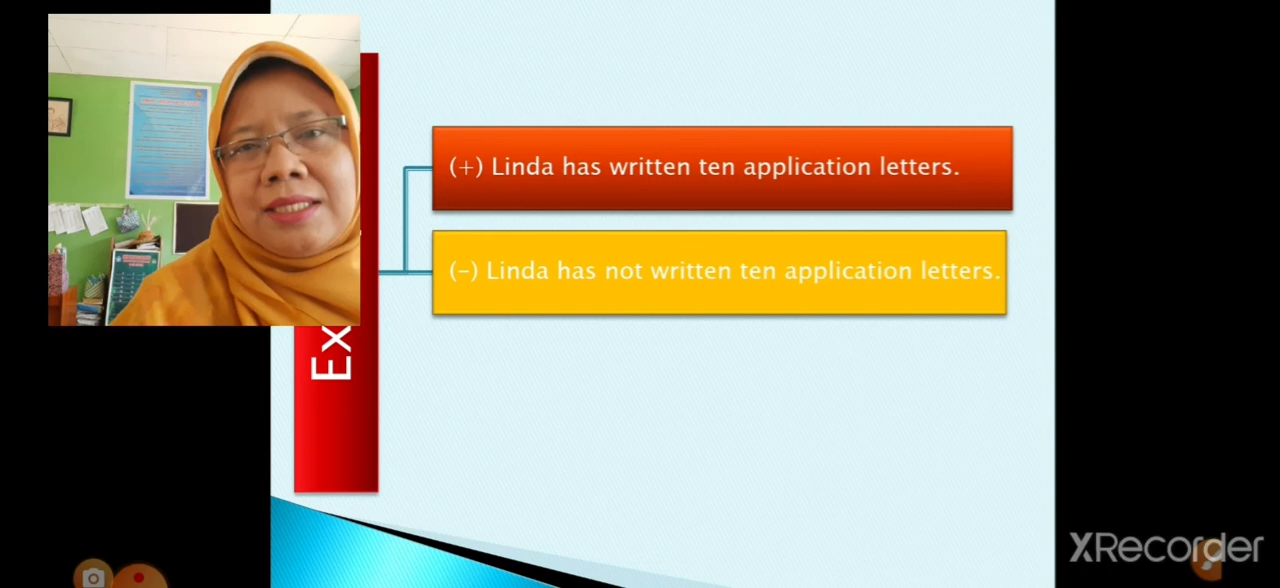 (+) Linda has written ten application letters.
(-) Linda has not written ten application letters.
Ex
XRecorder